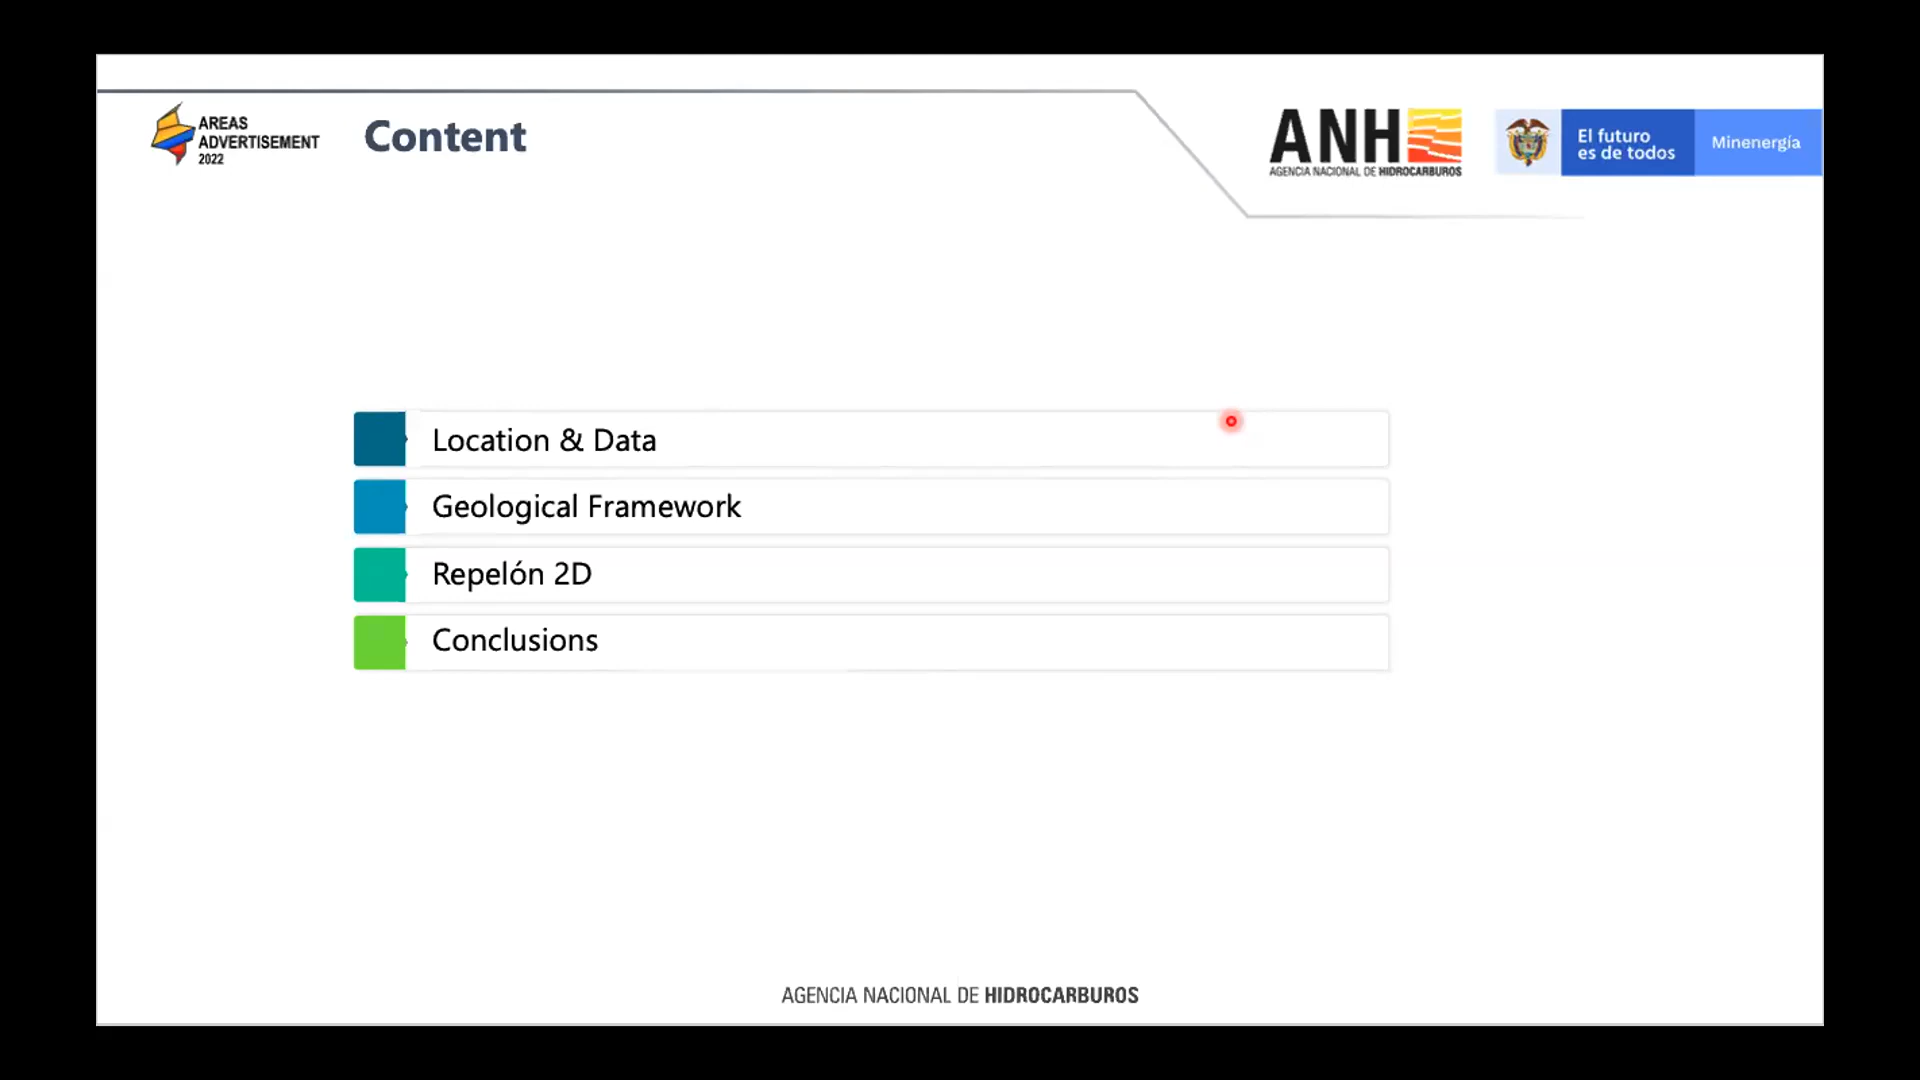 AREAS
ADVERTISEMENT
2022
Content
ANH
AGENCIA NACIONAL DE HIDROCARBUROS
El futuro
es de todos
Minenergía
Location & Data
Geological Framework
Repelón 2D
Conclusions
AGENCIA NACIONAL DE HIDROCARBUROS